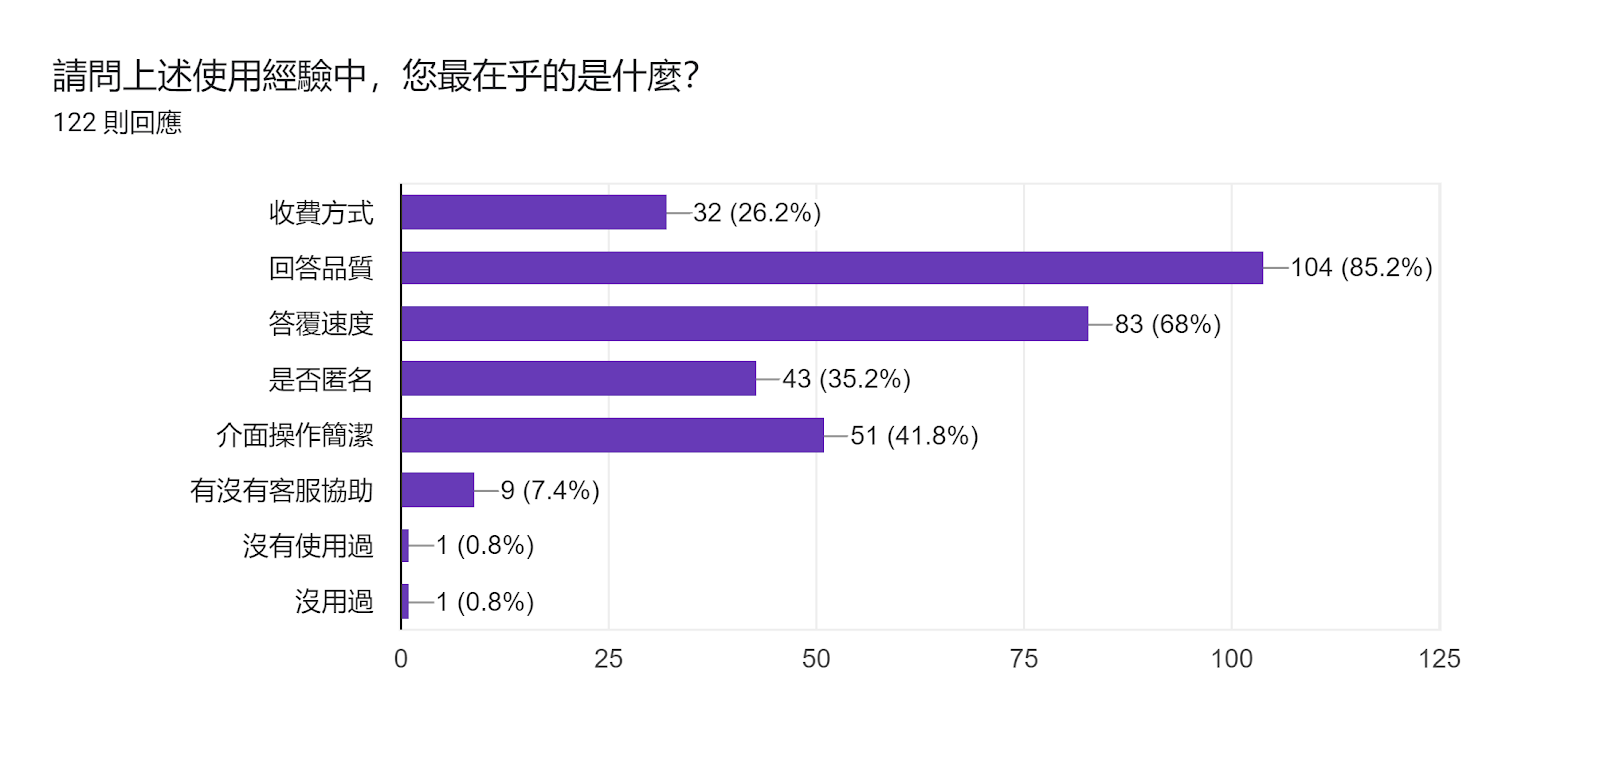 請問上述使用經驗中，您最在乎的是什麼？
122 則回應
收費方式 32 (26.2%)
回答品質 104 (85.2%)
答覆速度 83 (68%)
是否匿名 43 (35.2%)
介面操作簡潔 51 (41.8%)
有沒有客服協助 9 (7.4%)
沒有使用過 1 (0.8%)
沒用過 1 (0.8%)
0 25 50 75 100 125